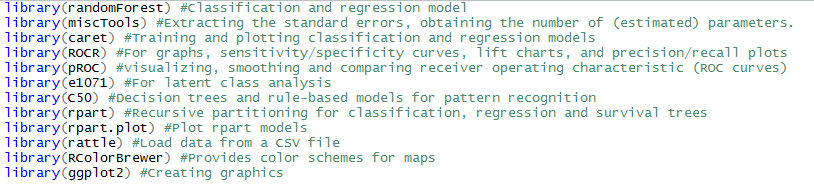 library(randomForest) #Classification and regression model
library(miscTools) #Extracting the standard errors, obtaining the number of (estimated) parameters.
library(caret) #Training and plotting classification and regression models
library(ROCR) #For graphs, sensitivity/specificity curves, lift charts, and precision/recall plots
library(pROC) #visualizing, smoothing and comparing receiver operating characteristic (ROC curves)
library(e1071) #For latent class analysis
library(C50) #Decision trees and rule-based models for pattern recognition
library(rpart) #Recursive partitioning for classification, regression and survival trees
library(rpart.plot) #Plot rpart models
library(rattle) #Load data from a CSV file
library(RColorBrewer) #Provides color schemes for maps
library(ggplot2) #Creating graphics